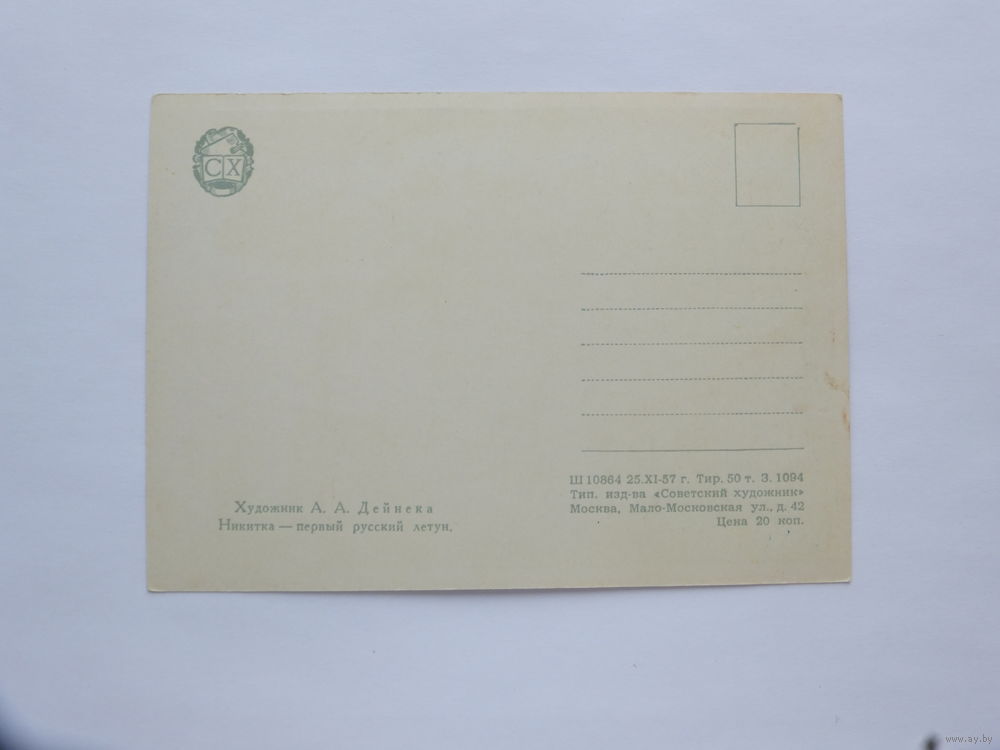 СХ
Художник А. А. Дейнека
Никитка — первый русский летун.
Ш 10864 25.XI-57 г. Тир. 50 т. З. 1094
Тип. изд-ва «Советский художник»
Москва, Мало-Московская ул., д. 42
Цена 20 коп.
www.ay.by